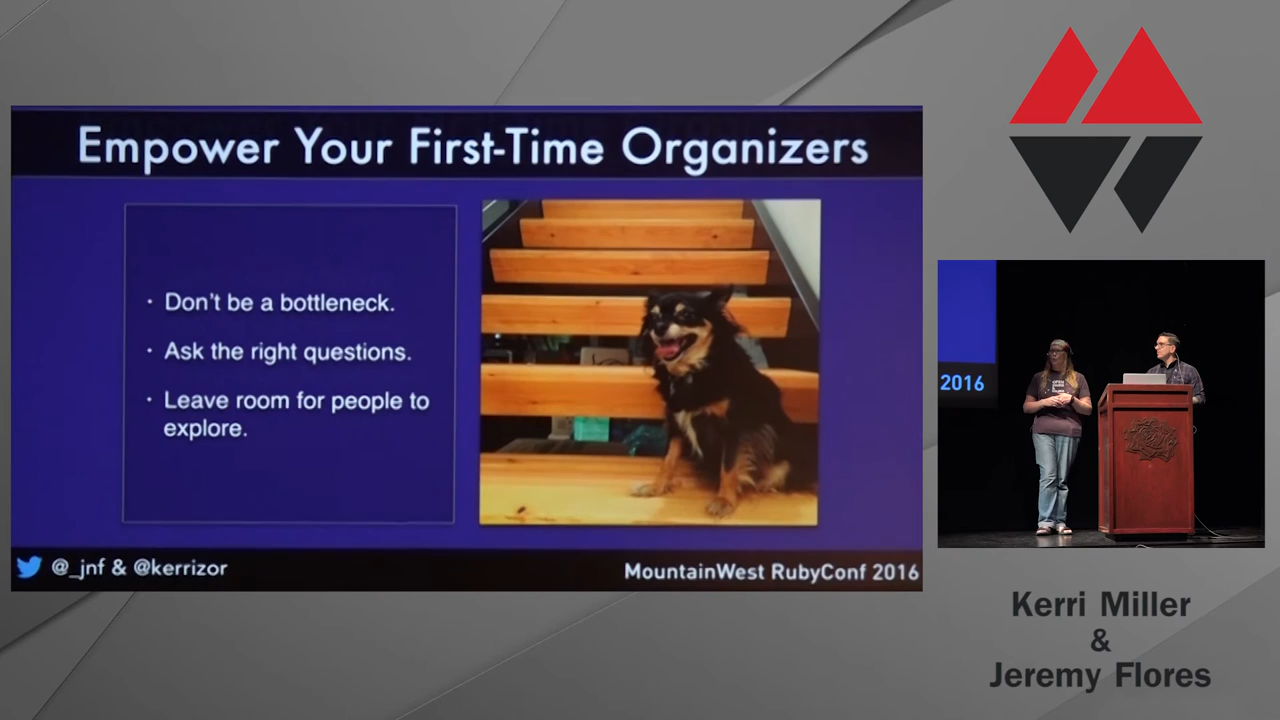 Empower Your First-Time Organizers
· Don't be a bottleneck.
· Ask the right questions.
· Leave room for people to
explore.
@_jnf & @kerrizor
MountainWest RubyConf 2016
2016
Kerri Miller
&
Jeremy Flores